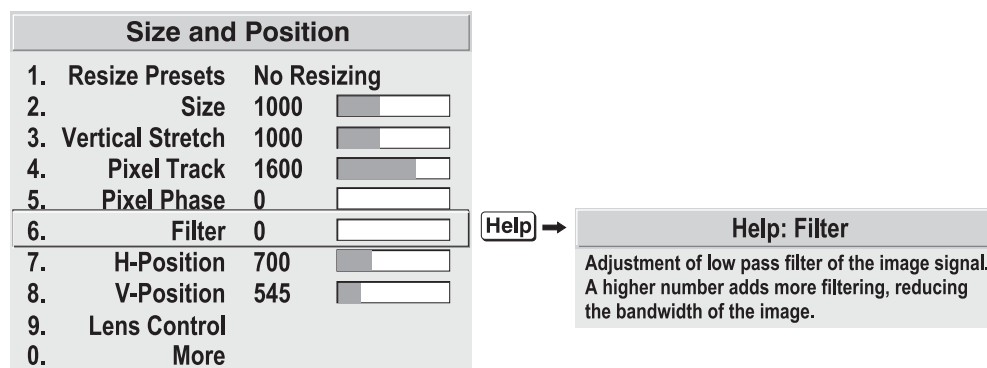 Size and Position
1. Resize Presets No Resizing
2. Size 1000
3. Vertical Stretch 1000
4. Pixel Track 1600
5. Pixel Phase 0
6. Filter 0
7. H-Position 700
8. V-Position 545
9. Lens Control
0. More
Help
Help: Filter
Adjustment of low pass filter of the image signal.
A higher number adds more filtering, reducing
the bandwidth of the image.